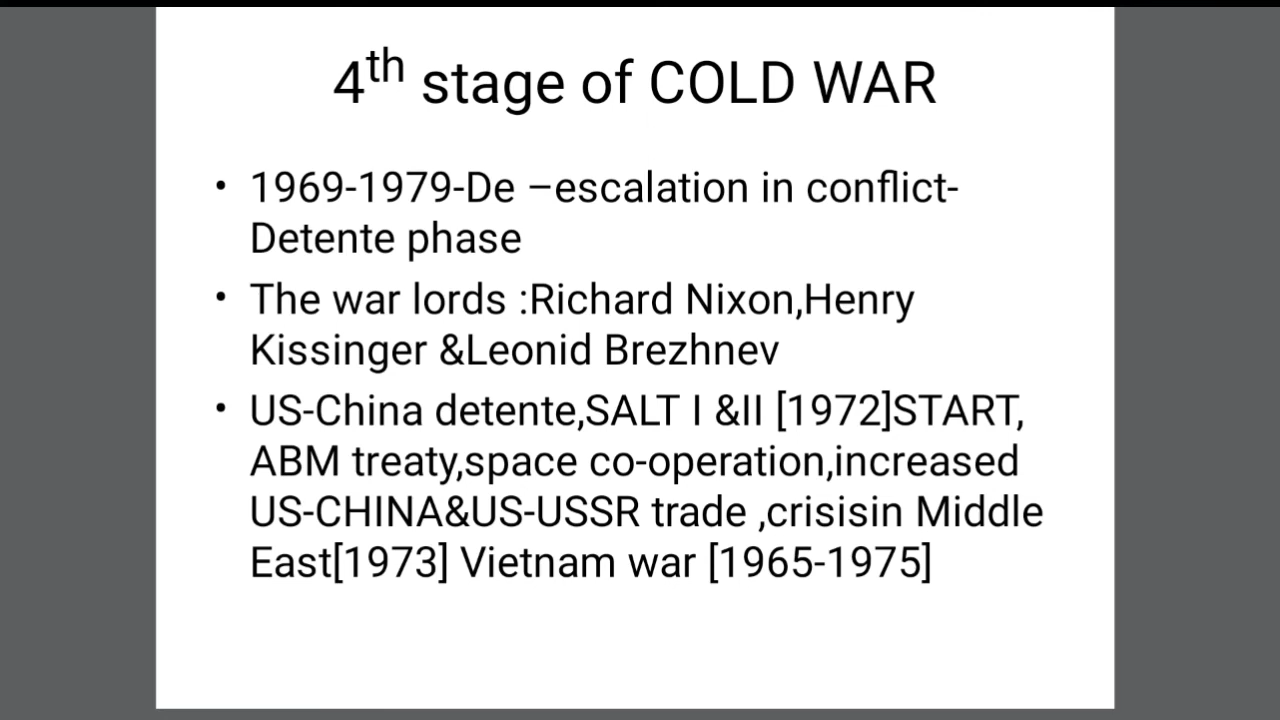 4th stage of COLD WAR
• 1969-1979-De –escalation in conflict-
Detente phase
• The war lords :Richard Nixon,Henry
Kissinger &Leonid Brezhnev
• US-China detente,SALT I &II [1972]START,
ABM treaty,space co-operation,increased
US-CHINA&US-USSR trade ,crisisin Middle
East[1973] Vietnam war [1965-1975]